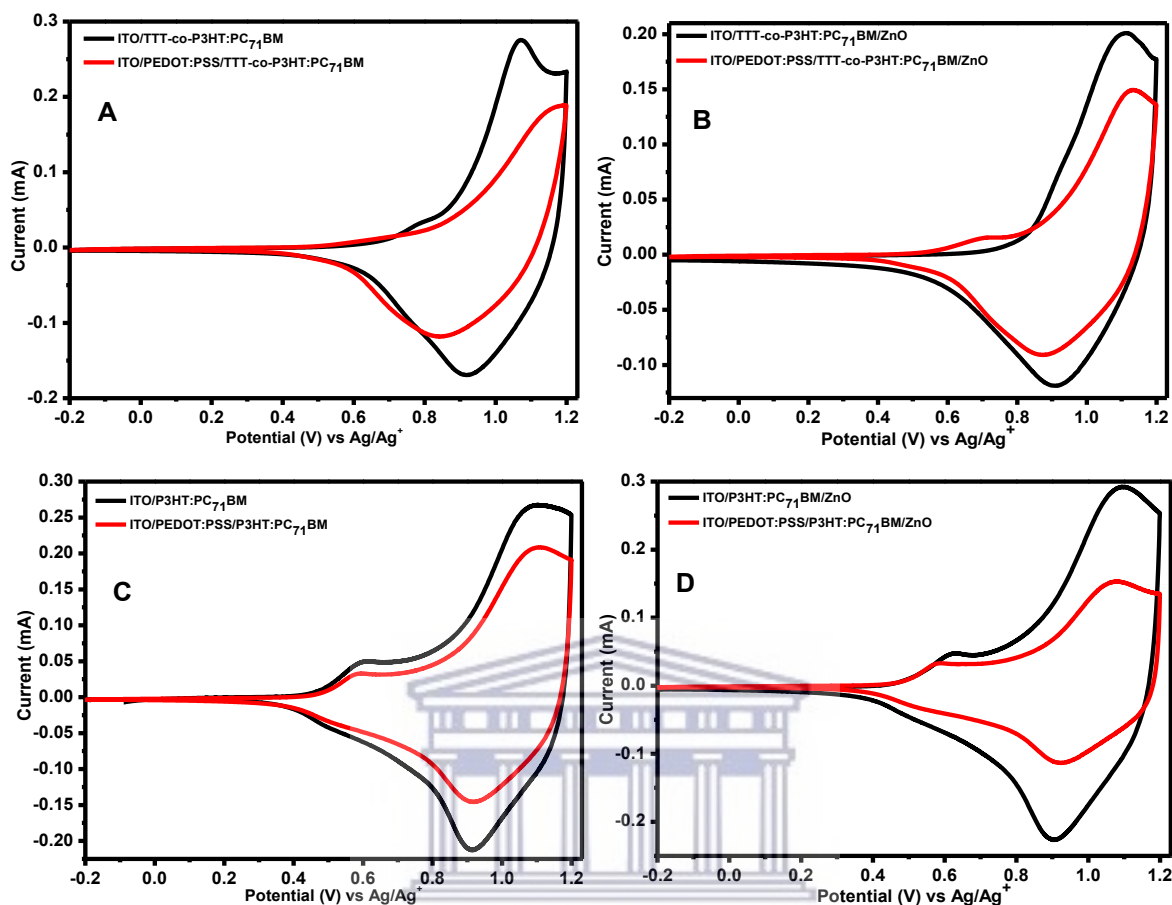 ITO/TTT-co-P3HT:PC71BM
ITO/PEDOT:PSS/TTT-co-P3HT:PC71BM
A
0.3
0.2
0.1
0.0
-0.1
-0.2
Current (mA)
-0.2 0.0 0.2 0.4 0.6 0.8 1.0 1.2
Potential (V) vs Ag/Ag+
ITO/TTT-co-P3HT:PC71BM/ZnO
ITO/PEDOT:PSS/TTT-co-P3HT:PC71BM/ZnO
B
0.20
0.15
0.10
0.05
0.00
-0.05
-0.10
Current (mA)
-0.2 0.0 0.2 0.4 0.6 0.8 1.0 1.2
Potential (V) vs Ag/Ag+
ITO/P3HT:PC71BM
ITO/PEDOT:PSS/P3HT:PC71BM
C
0.30
0.25
0.20
0.15
0.10
0.05
0.00
-0.05
-0.10
-0.15
-0.20
Current (mA)
-0.2 0.0 0.2 0.4 0.6 0.8 1.0 1.2
Potential (V) vs Ag/Ag+
ITO/P3HT:PC71BM/ZnO
ITO/PEDOT:PSS/P3HT:PC71BM/ZnO
D
0.3
0.2
0.1
0.0
-0.1
-0.2
Current (mA)
-0.2 0.0 0.2 0.4 0.6 0.8 1.0 1.2
Potential (V) vs Ag/Ag+